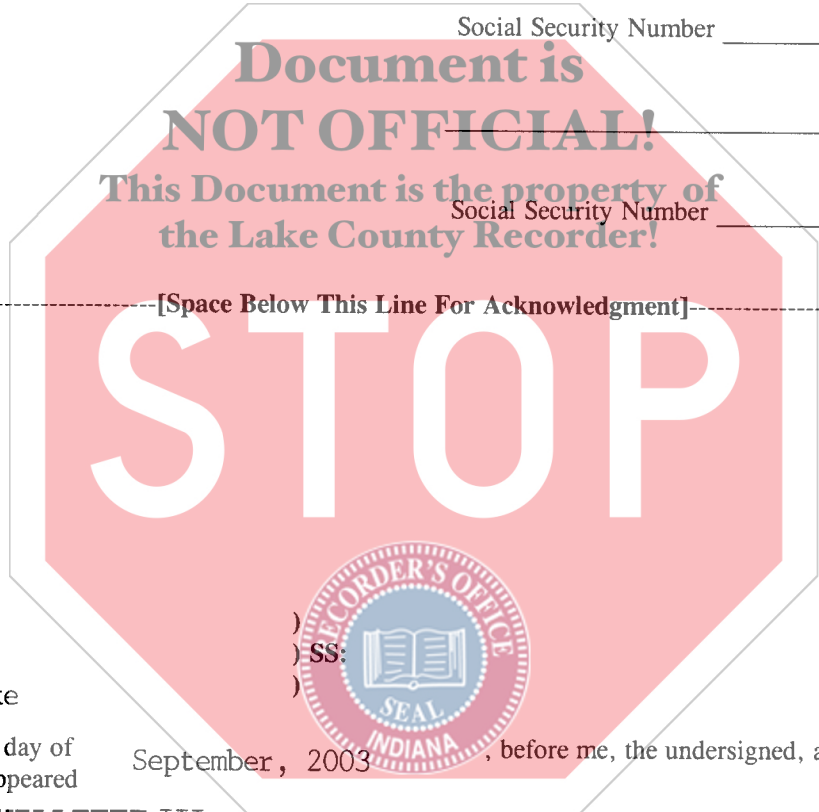 Social Security Number
Document is
NOT OFFICIAL!
This Document is the property of
Social Security Number
the Lake County Recorder!
[Space Below This Line For Acknowledgment]
STOP
RECORDER'S OFFICE
SEAL
INDIANA
)
) SS:
)
day of September, 2003 , before me, the undersigned, a